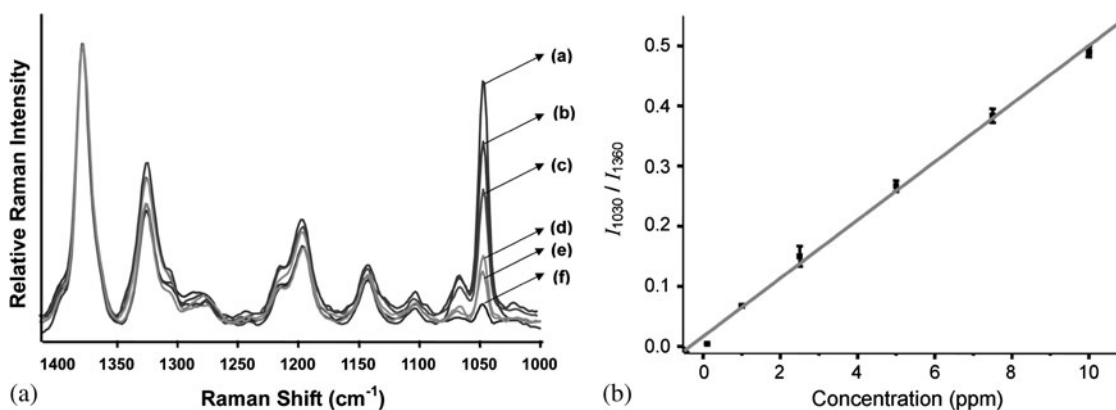 Relative Raman Intensity
(a)
(b)
(c)
(d)
(e)
(f)
1400 1350 1300 1250 1200 1150 1100 1050 1000
Raman Shift (cm⁻¹)
(a)
I₁₀₃₀ / I₁₃₆₀
0.5
0.4
0.3
0.2
0.1
0.0
0 2 4 6 8 10
Concentration (ppm)
(b)